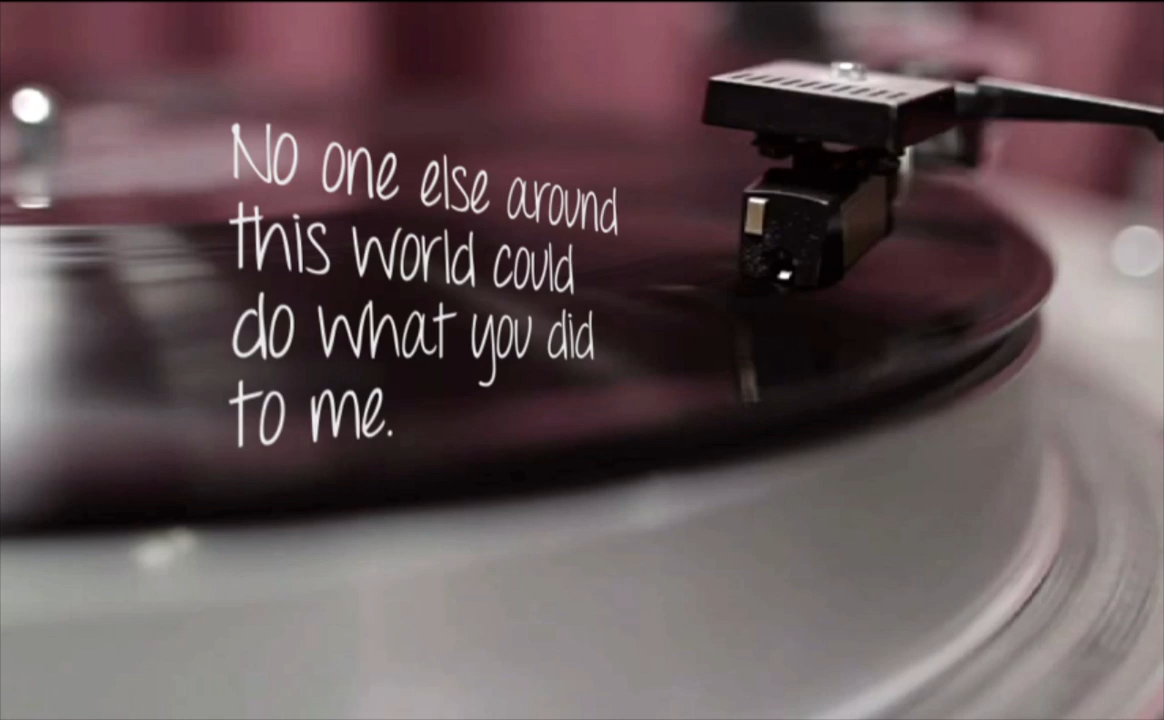 No one else around
this world could
do what you did
to me.